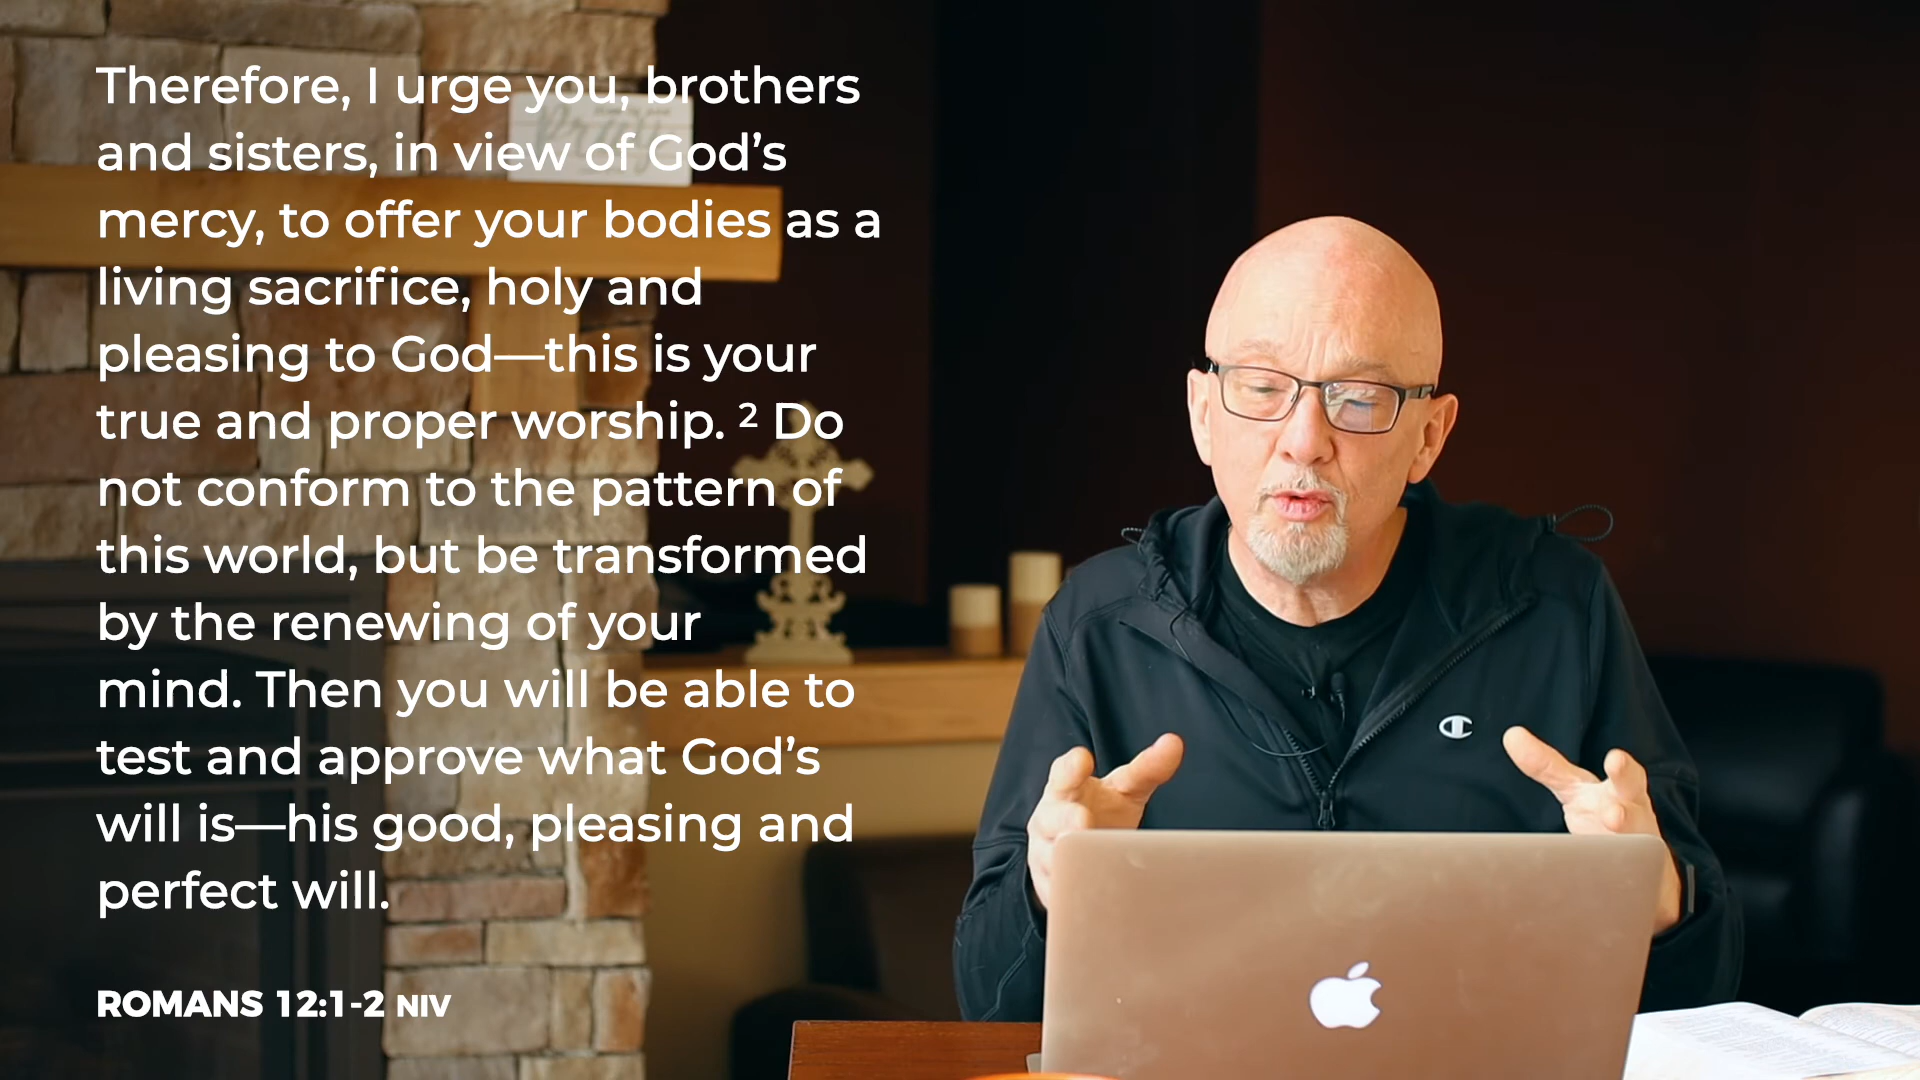 Therefore, I urge you, brothers
and sisters, in view of God’s
mercy, to offer your bodies as a
living sacrifice, holy and
pleasing to God—this is your
true and proper worship. ² Do
not conform to the pattern of
this world, but be transformed
by the renewing of your
mind. Then you will be able to
test and approve what God’s
will is—his good, pleasing and
perfect will.
ROMANS 12:1-2 NIV